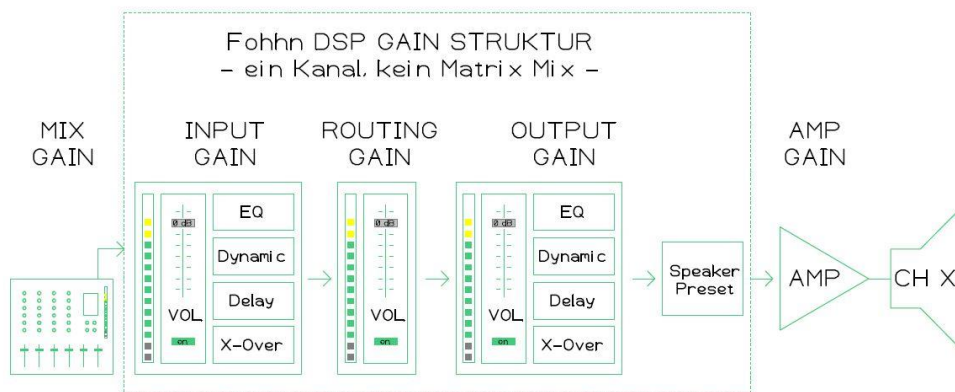 Fohhn DSP GAIN STRUKTUR
- ein Kanal, kein Matrix Mix -
MIX
GAIN
INPUT
GAIN
ROUTING
GAIN
OUTPUT
GAIN
AMP
GAIN
0 dB
VOL
on
EQ
Dynamic
Delay
X-Over
0 dB
VOL
on
0 dB
VOL
on
EQ
Dynamic
Delay
X-Over
Speaker
Preset
AMP
CH X